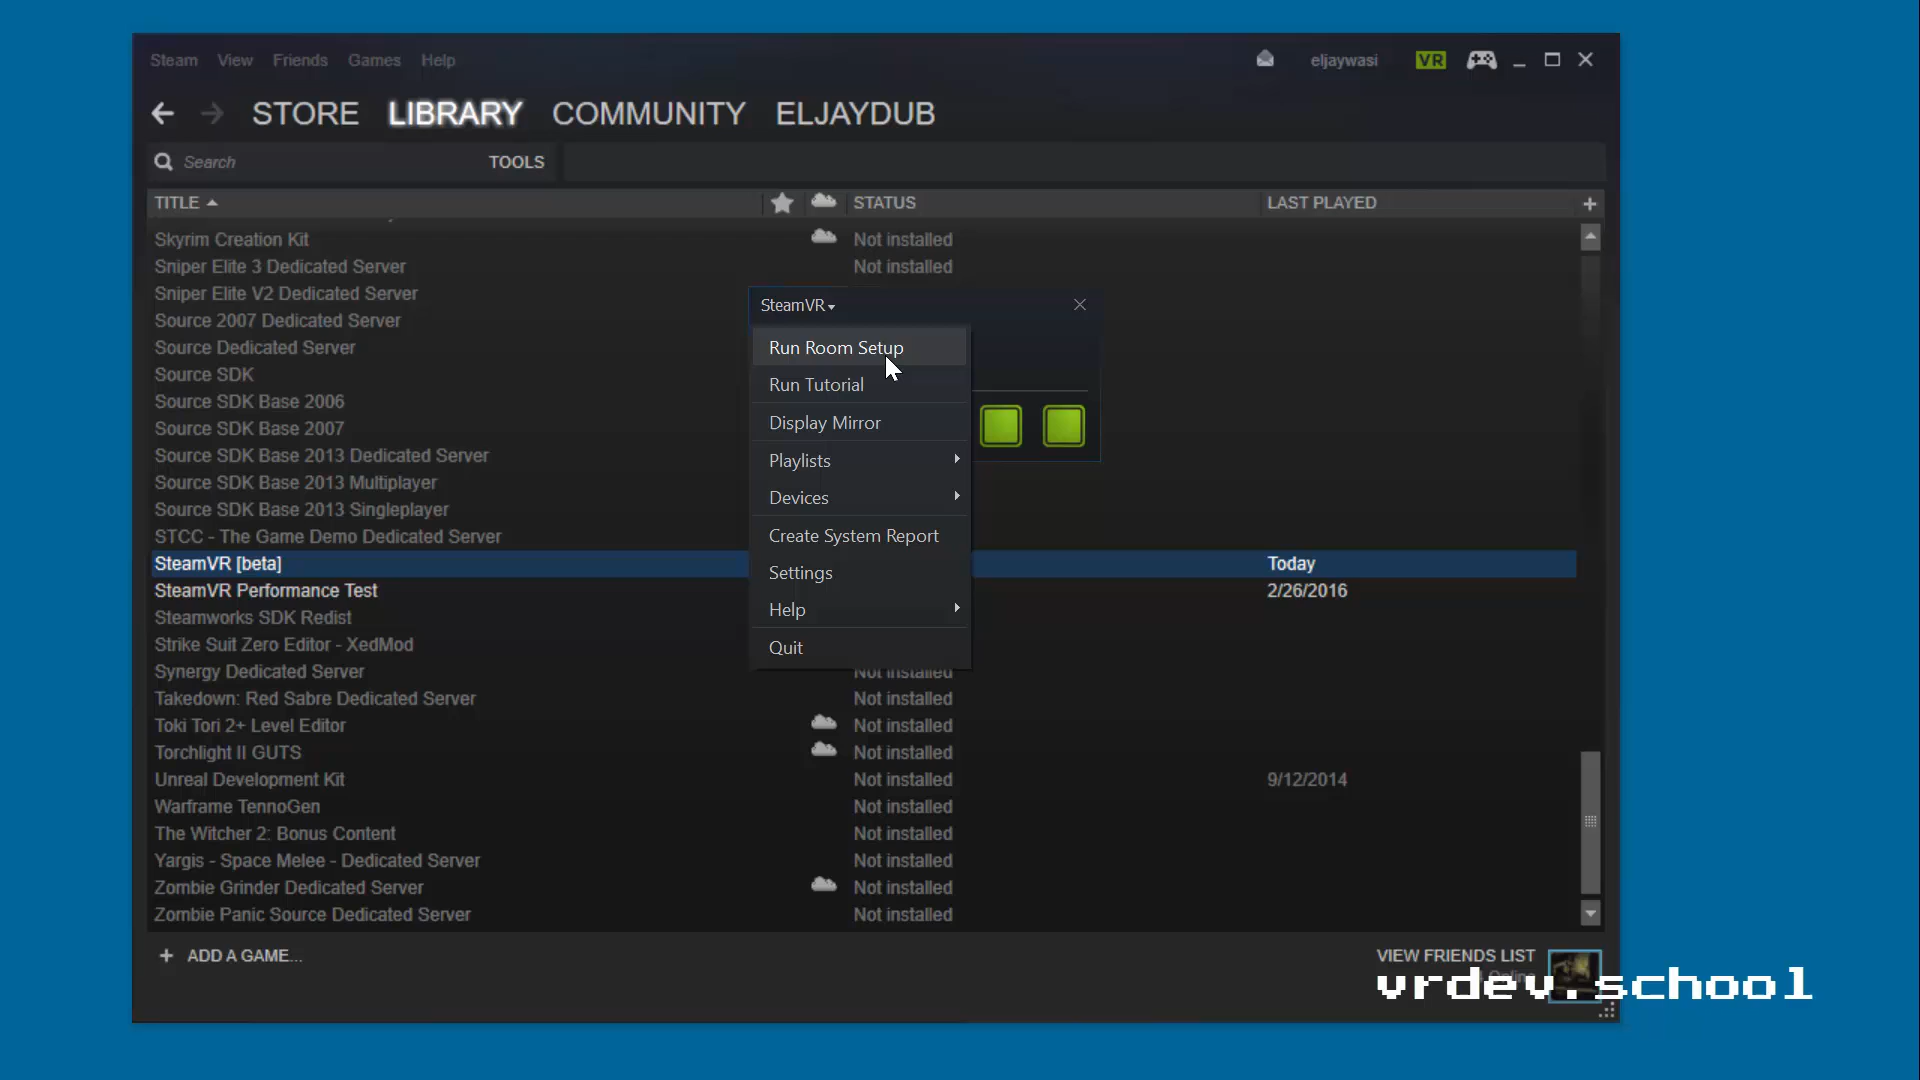 Steam View Friends Games Help
eljaywasi VR
STORE LIBRARY COMMUNITY ELJAYDUB
Search TOOLS
TITLE STATUS LAST PLAYED
Skyrim Creation Kit Not installed
Sniper Elite 3 Dedicated Server Not installed
Sniper Elite V2 Dedicated Server
Source 2007 Dedicated Server
Source Dedicated Server
Source SDK
Source SDK Base 2006
Source SDK Base 2007
Source SDK Base 2013 Dedicated Server
Source SDK Base 2013 Multiplayer
Source SDK Base 2013 Singleplayer
STCC - The Game Demo Dedicated Server
SteamVR [beta] Today
SteamVR Performance Test 2/26/2016
Steamworks SDK Redist
Strike Suit Zero Editor - XedMod
Synergy Dedicated Server Not installed
Takedown: Red Sabre Dedicated Server Not installed
Toki Tori 2+ Level Editor Not installed
Torchlight II GUTS Not installed
Unreal Development Kit Not installed 9/12/2014
Warframe TennoGen Not installed
The Witcher 2: Bonus Content Not installed
Yargis - Space Melee - Dedicated Server Not installed
Zombie Grinder Dedicated Server Not installed
Zombie Panic Source Dedicated Server Not installed
SteamVR
Run Room Setup
Run Tutorial
Display Mirror
Playlists
Devices
Create System Report
Settings
Help
Quit
+ ADD A GAME...
VIEW FRIENDS LIST
Online
vrdev.school